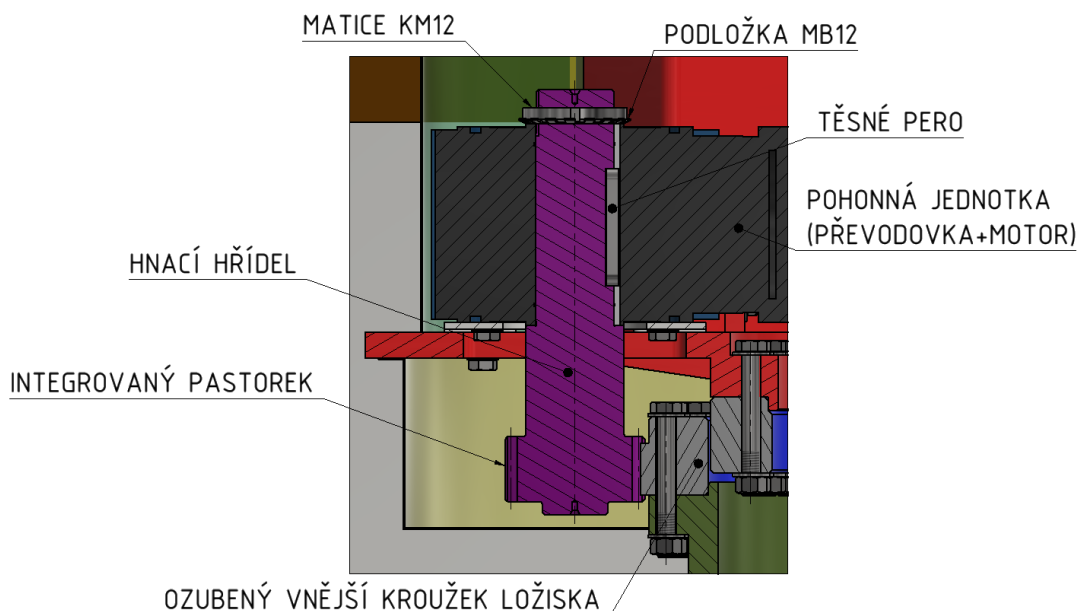 MATICE KM12
PODLOŽKA MB12
TĚSNÉ PERO
POHONNÁ JEDNOTKA
(PŘEVODOVKA+MOTOR)
HNACÍ HŘÍDEL
INTEGROVANÝ PASTOREK
OZUBENÝ VNĚJŠÍ KROUŽEK LOŽISKA